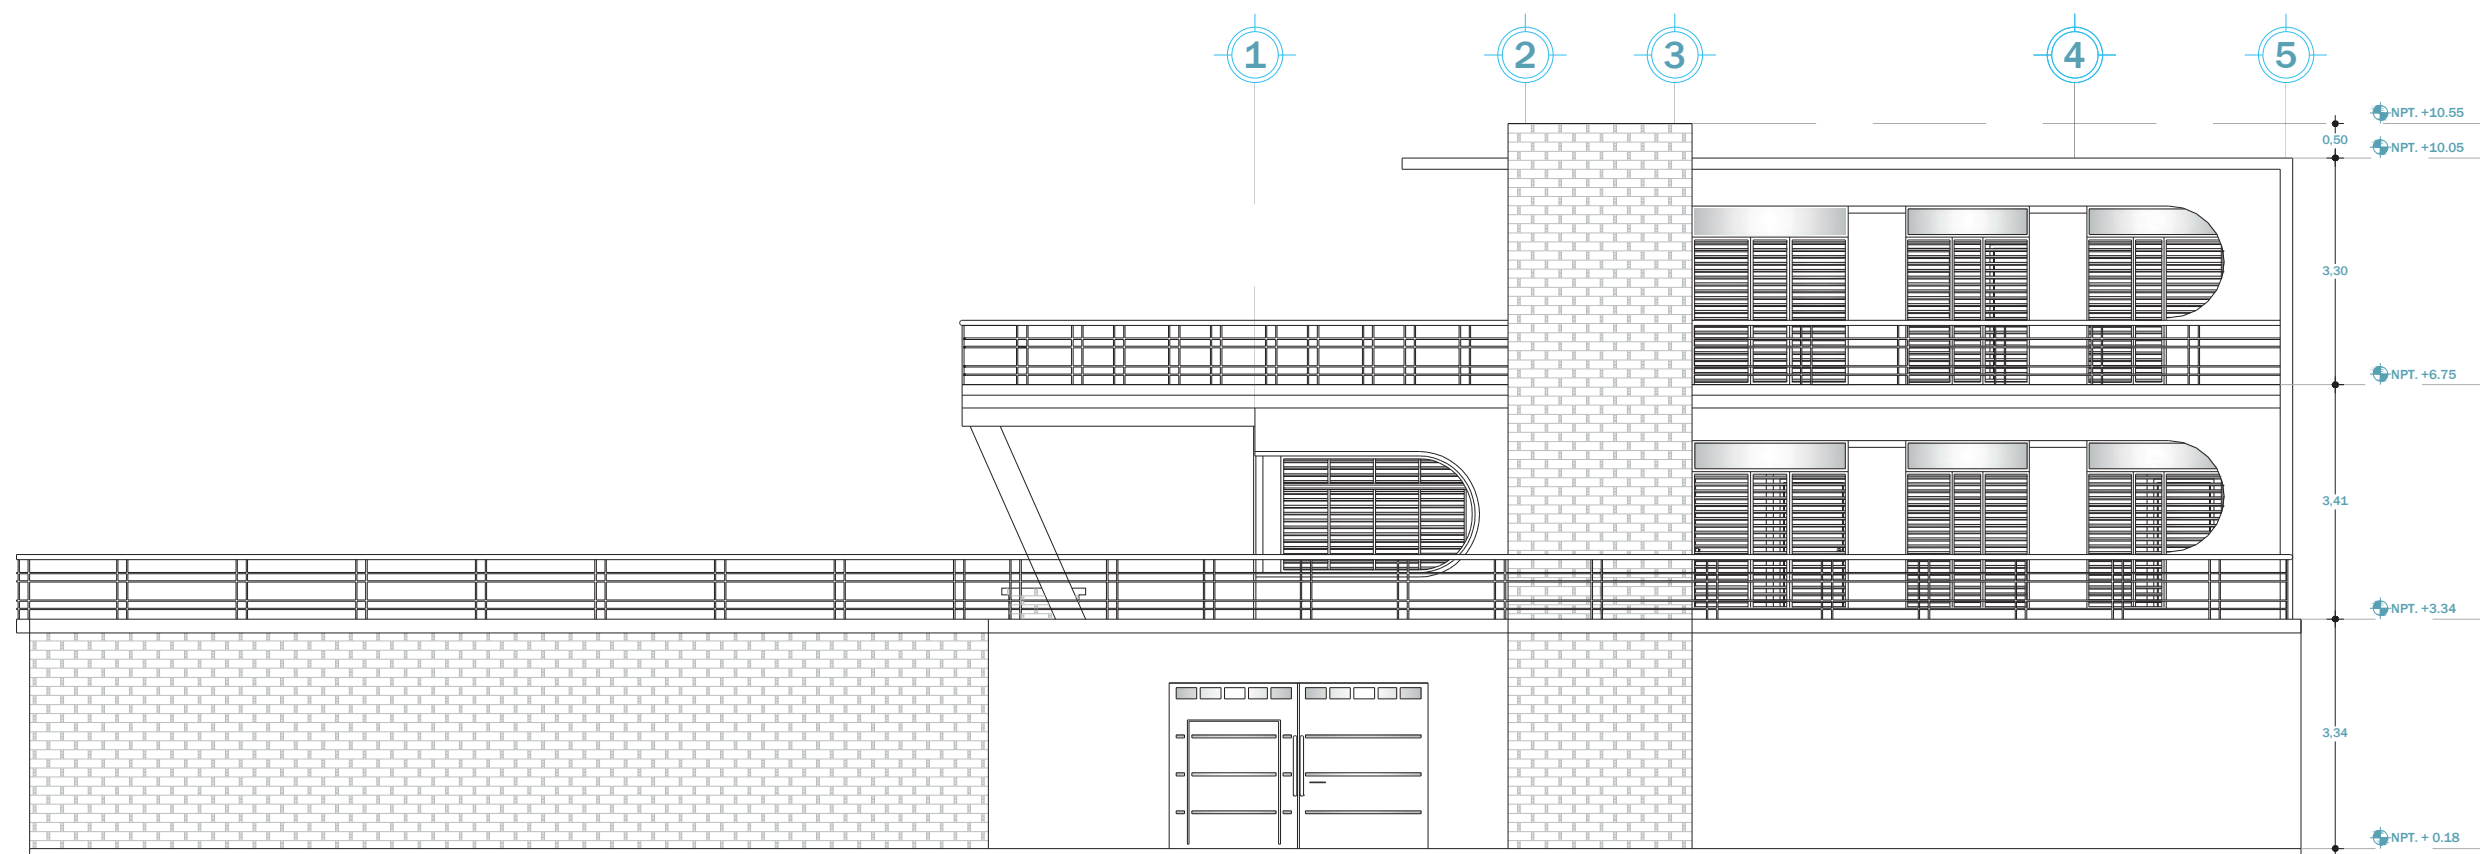 1 2 3 4 5
NPT. +10.55
0,50
NPT. +10.05
3,30
NPT. +6.75
3,41
NPT. +3.34
3,34
NPT. + 0.18